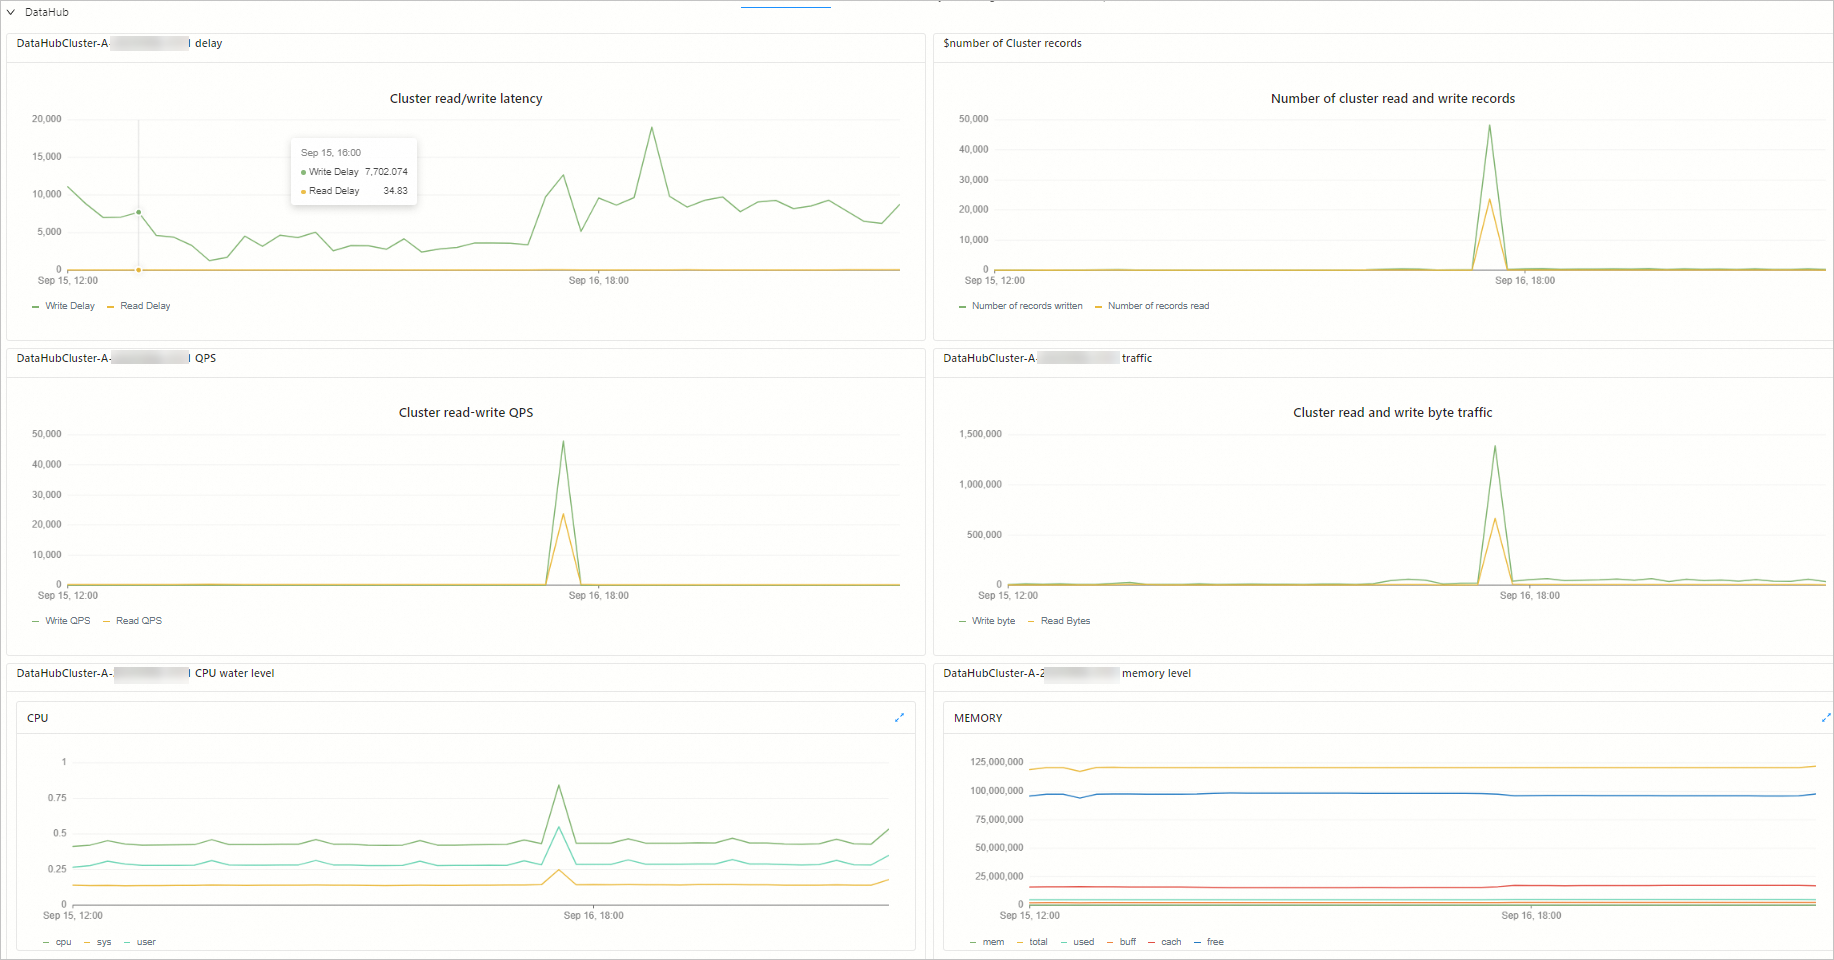 DataHub
DataHubCluster-A- delay
Cluster read/write latency
20,000
15,000
10,000
5,000
0
Sep 15, 12:00
Sep 16, 18:00
Sep 15, 16:00
Write Delay 7,702.074
Read Delay 34.83
Write Delay Read Delay
$number of Cluster records
Number of cluster read and write records
50,000
40,000
30,000
20,000
10,000
0
Sep 15, 12:00
Sep 16, 18:00
Number of records written Number of records read
DataHubCluster-A- QPS
Cluster read-write QPS
50,000
40,000
30,000
20,000
10,000
0
Sep 15, 12:00
Sep 16, 18:00
Write QPS Read QPS
DataHubCluster-A- traffic
Cluster read and write byte traffic
1,500,000
1,000,000
500,000
0
Sep 15, 12:00
Sep 16, 18:00
Write byte Read Bytes
DataHubCluster-A- CPU water level
CPU
1
0.75
0.5
0.25
0
Sep 15, 12:00
Sep 16, 18:00
cpu sys user
DataHubCluster-A-2 memory level
MEMORY
125,000,000
100,000,000
75,000,000
50,000,000
25,000,000
0
Sep 15, 12:00
Sep 16, 18:00
mem total used buff cach free